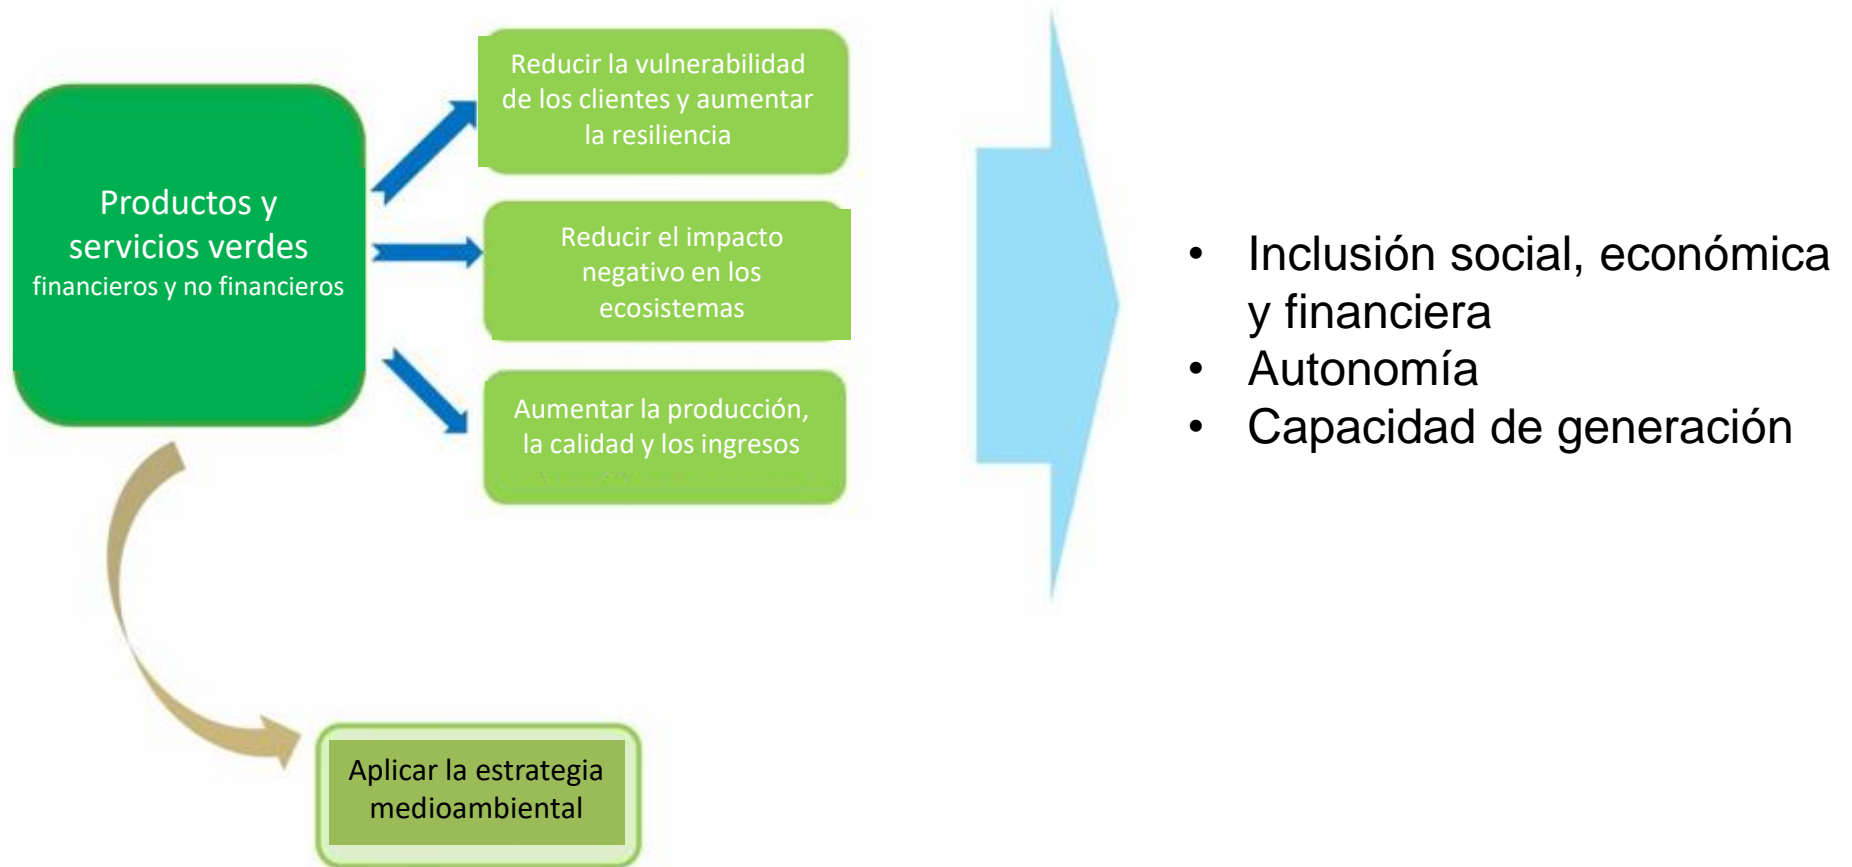 Productos y
servicios verdes
financieros y no financieros
Reducir la vulnerabilidad
de los clientes y aumentar
la resiliencia
Reducir el impacto
negativo en los
ecosistemas
Aumentar la producción,
la calidad y los ingresos
Aplicar la estrategia
medioambiental
• Inclusión social, económica
y financiera
• Autonomía
• Capacidad de generación